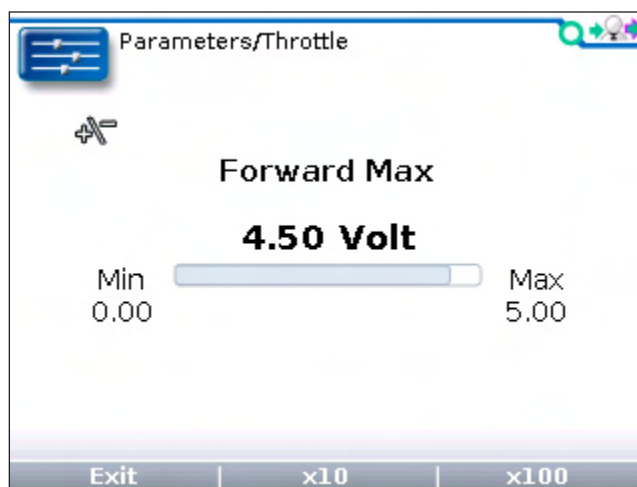 Parameters/Throttle
Forward Max
4.50 Volt
Min
0.00
Max
5.00
Exit | x10 | x100